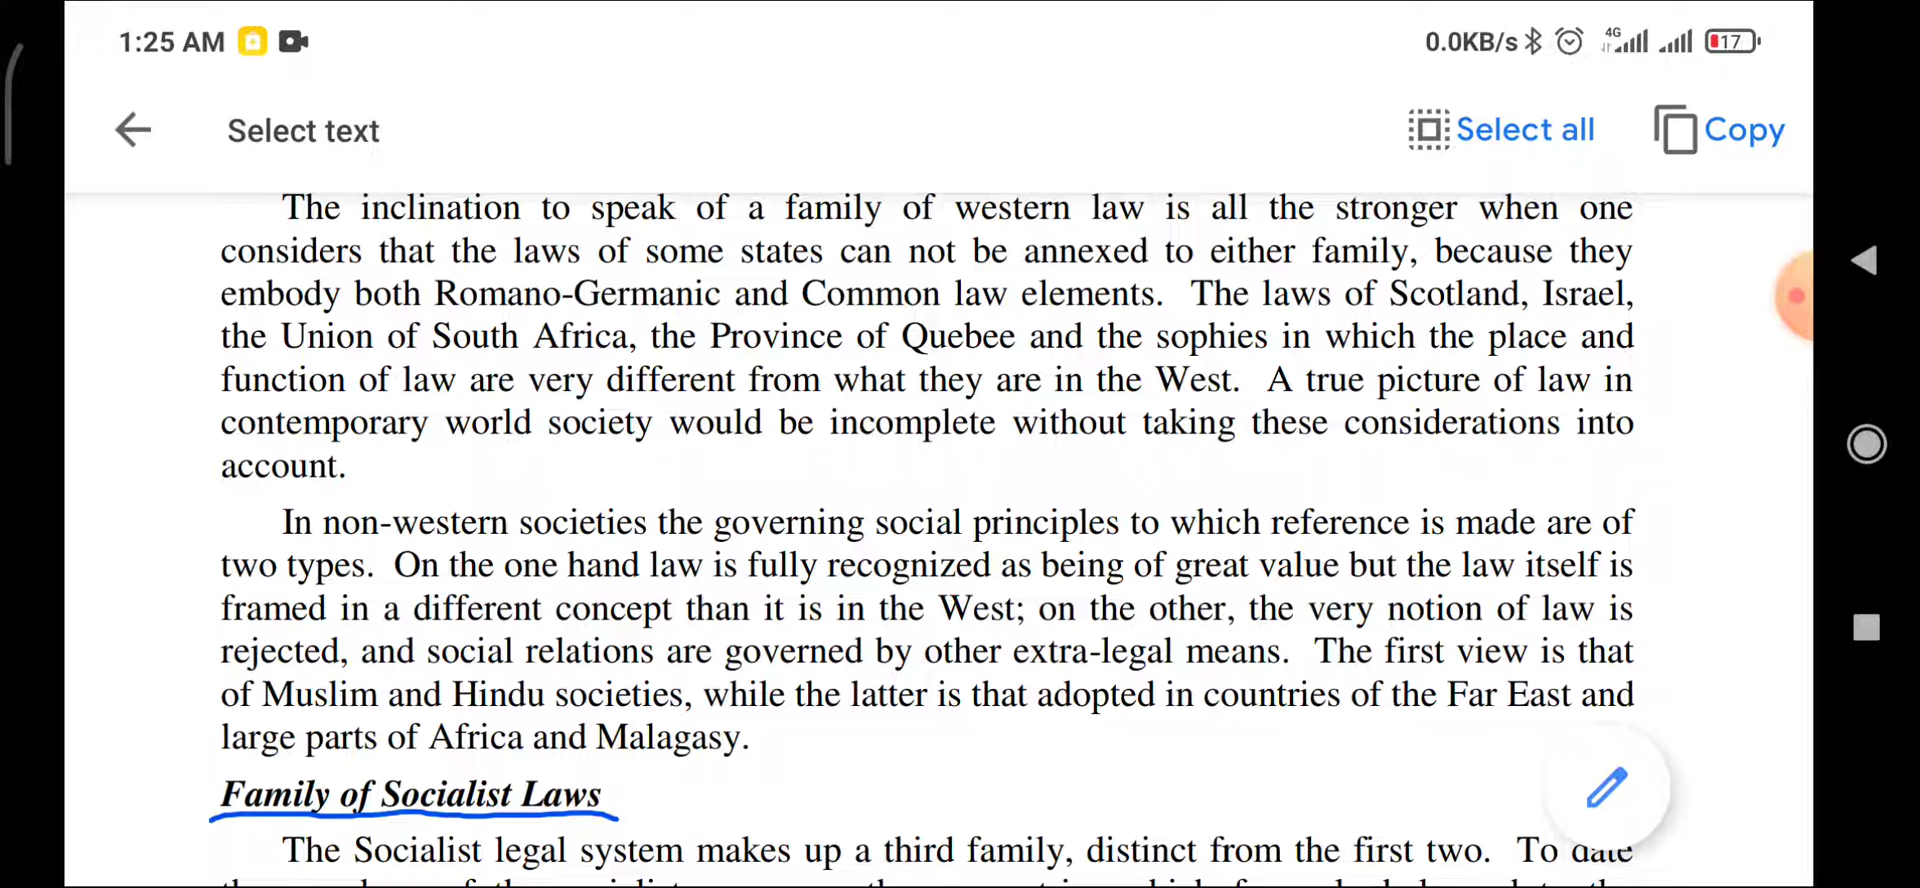 1:25 AM
0.0KB/s 4G 17
Select text
Select all
Copy
The inclination to speak of a family of western law is all the stronger when one
considers that the laws of some states can not be annexed to either family, because they
embody both Romano-Germanic and Common law elements. The laws of Scotland, Israel,
the Union of South Africa, the Province of Quebee and the sophies in which the place and
function of law are very different from what they are in the West. A true picture of law in
contemporary world society would be incomplete without taking these considerations into
account.
In non-western societies the governing social principles to which reference is made are of
two types. On the one hand law is fully recognized as being of great value but the law itself is
framed in a different concept than it is in the West; on the other, the very notion of law is
rejected, and social relations are governed by other extra-legal means. The first view is that
of Muslim and Hindu societies, while the latter is that adopted in countries of the Far East and
large parts of Africa and Malagasy.
Family of Socialist Laws
The Socialist legal system makes up a third family, distinct from the first two. To date